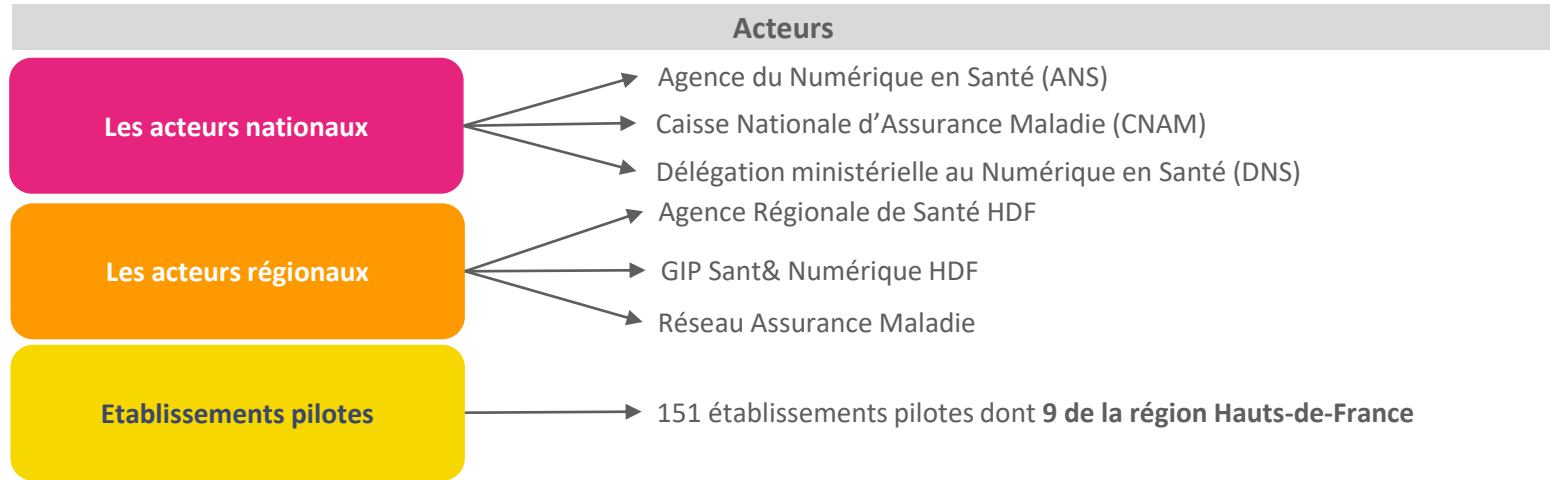 Acteurs
Les acteurs nationaux
Agence du Numérique en Santé (ANS)
Caisse Nationale d’Assurance Maladie (CNAM)
Délégation ministérielle au Numérique en Santé (DNS)
Les acteurs régionaux
Agence Régionale de Santé HDF
GIP Sant& Numérique HDF
Réseau Assurance Maladie
Etablissements pilotes
151 établissements pilotes dont 9 de la région Hauts-de-France